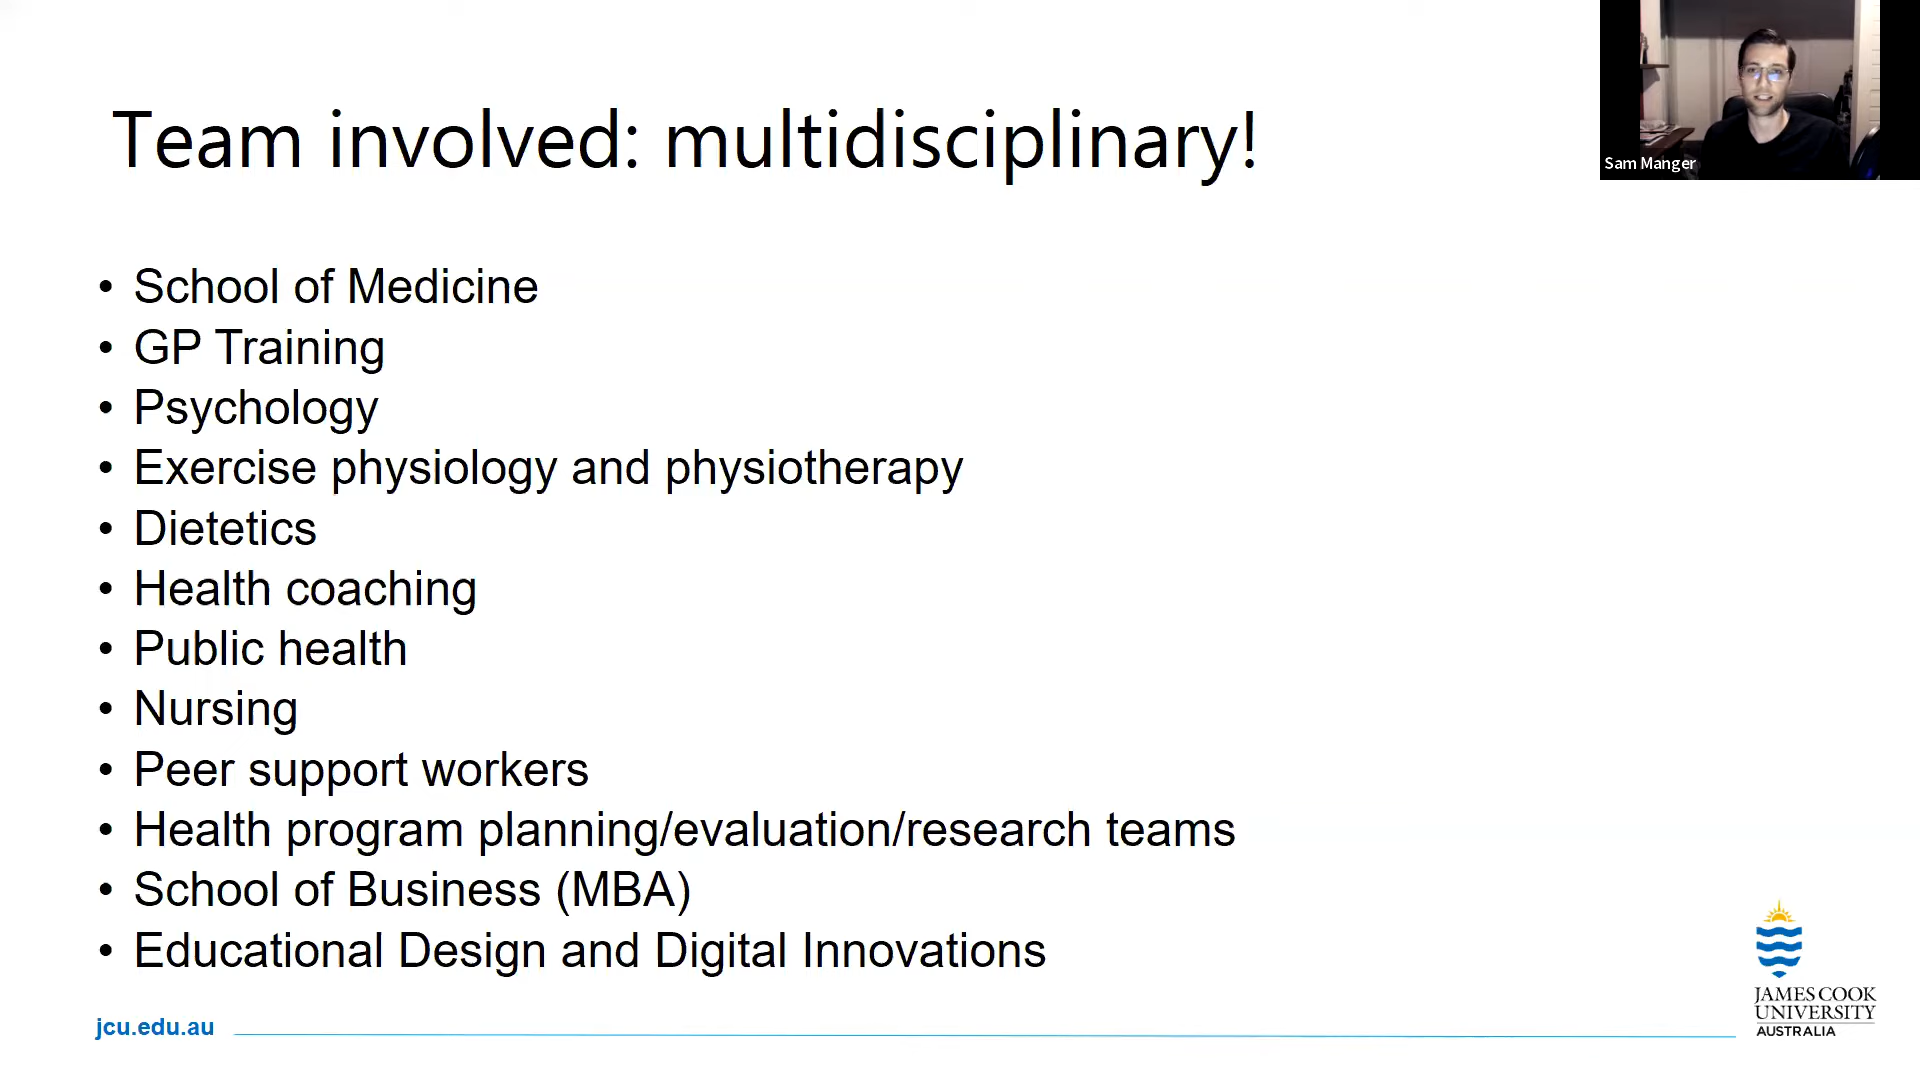 Team involved: multidisciplinary!
Sam Manger
• School of Medicine
• GP Training
• Psychology
• Exercise physiology and physiotherapy
• Dietetics
• Health coaching
• Public health
• Nursing
• Peer support workers
• Health program planning/evaluation/research teams
• School of Business (MBA)
• Educational Design and Digital Innovations
jcu.edu.au
JAMES COOK
UNIVERSITY
AUSTRALIA